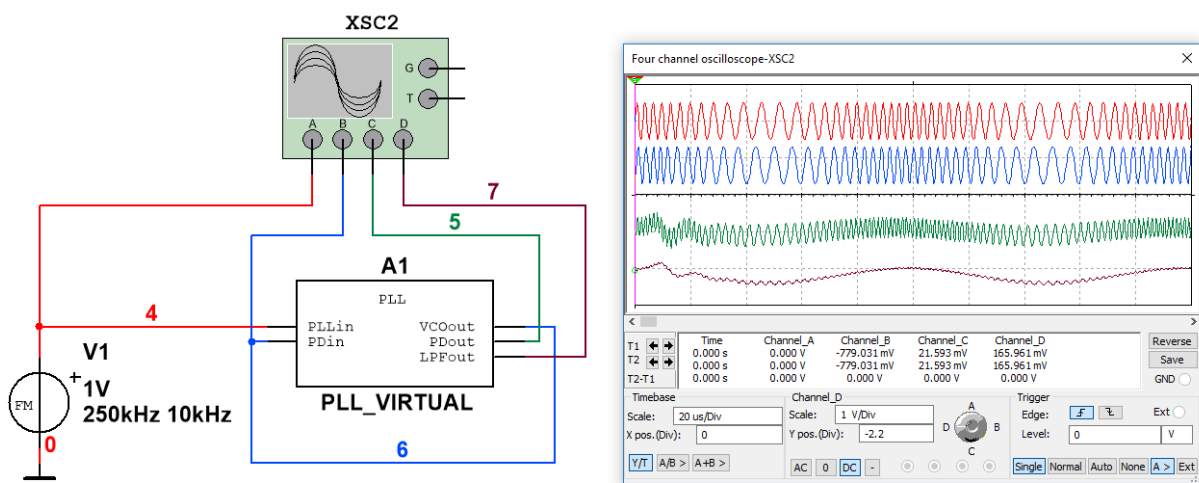 XSC2
G
T
A B C D
7
5
A1
PLL
4
PLLin
PDin
VCOout
PDout
LPFout
PLL_VIRTUAL
V1
+
1V
250kHz 10kHz
FM
0
6
Four channel oscilloscope-XSC2
T1
T2
T2-T1
Time Channel_A Channel_B Channel_C Channel_D
0.000 s 0.000 V -779.031 mV 21.593 mV 165.961 mV
0.000 s 0.000 V -779.031 mV 21.593 mV 165.961 mV
0.000 s 0.000 V 0.000 V 0.000 V 0.000 V
Reverse
Save
GND
Timebase
Scale: 20 us/Div
X pos.(Div): 0
Y/T A/B > A+B >
Channel_D
Scale: 1 V/Div
Y pos.(Div): -2.2
AC 0 DC -
A
D B
C
Trigger
Edge: Ext
Level: 0 V
Single Normal Auto None A > Ext